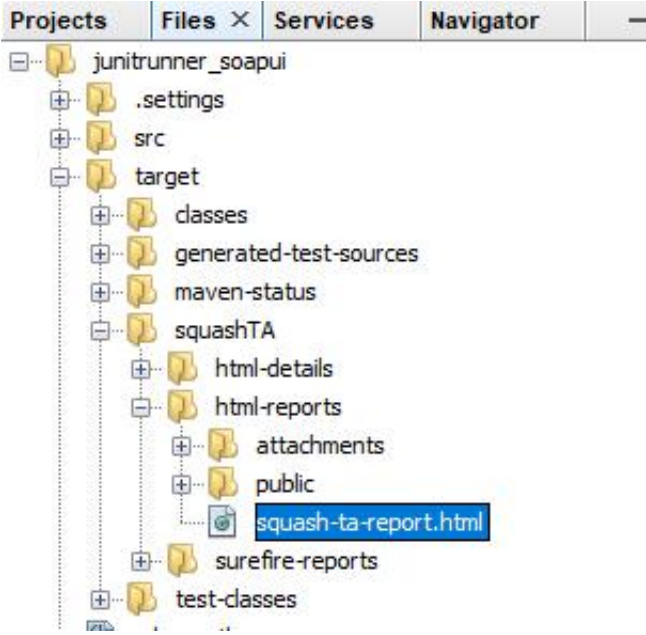 Projects Files × Services Navigator
junitrunner_soapui
.settings
src
target
classes
generated-test-sources
maven-status
squashTA
html-details
html-reports
attachments
public
squash-ta-report.html
surefire-reports
test-classes